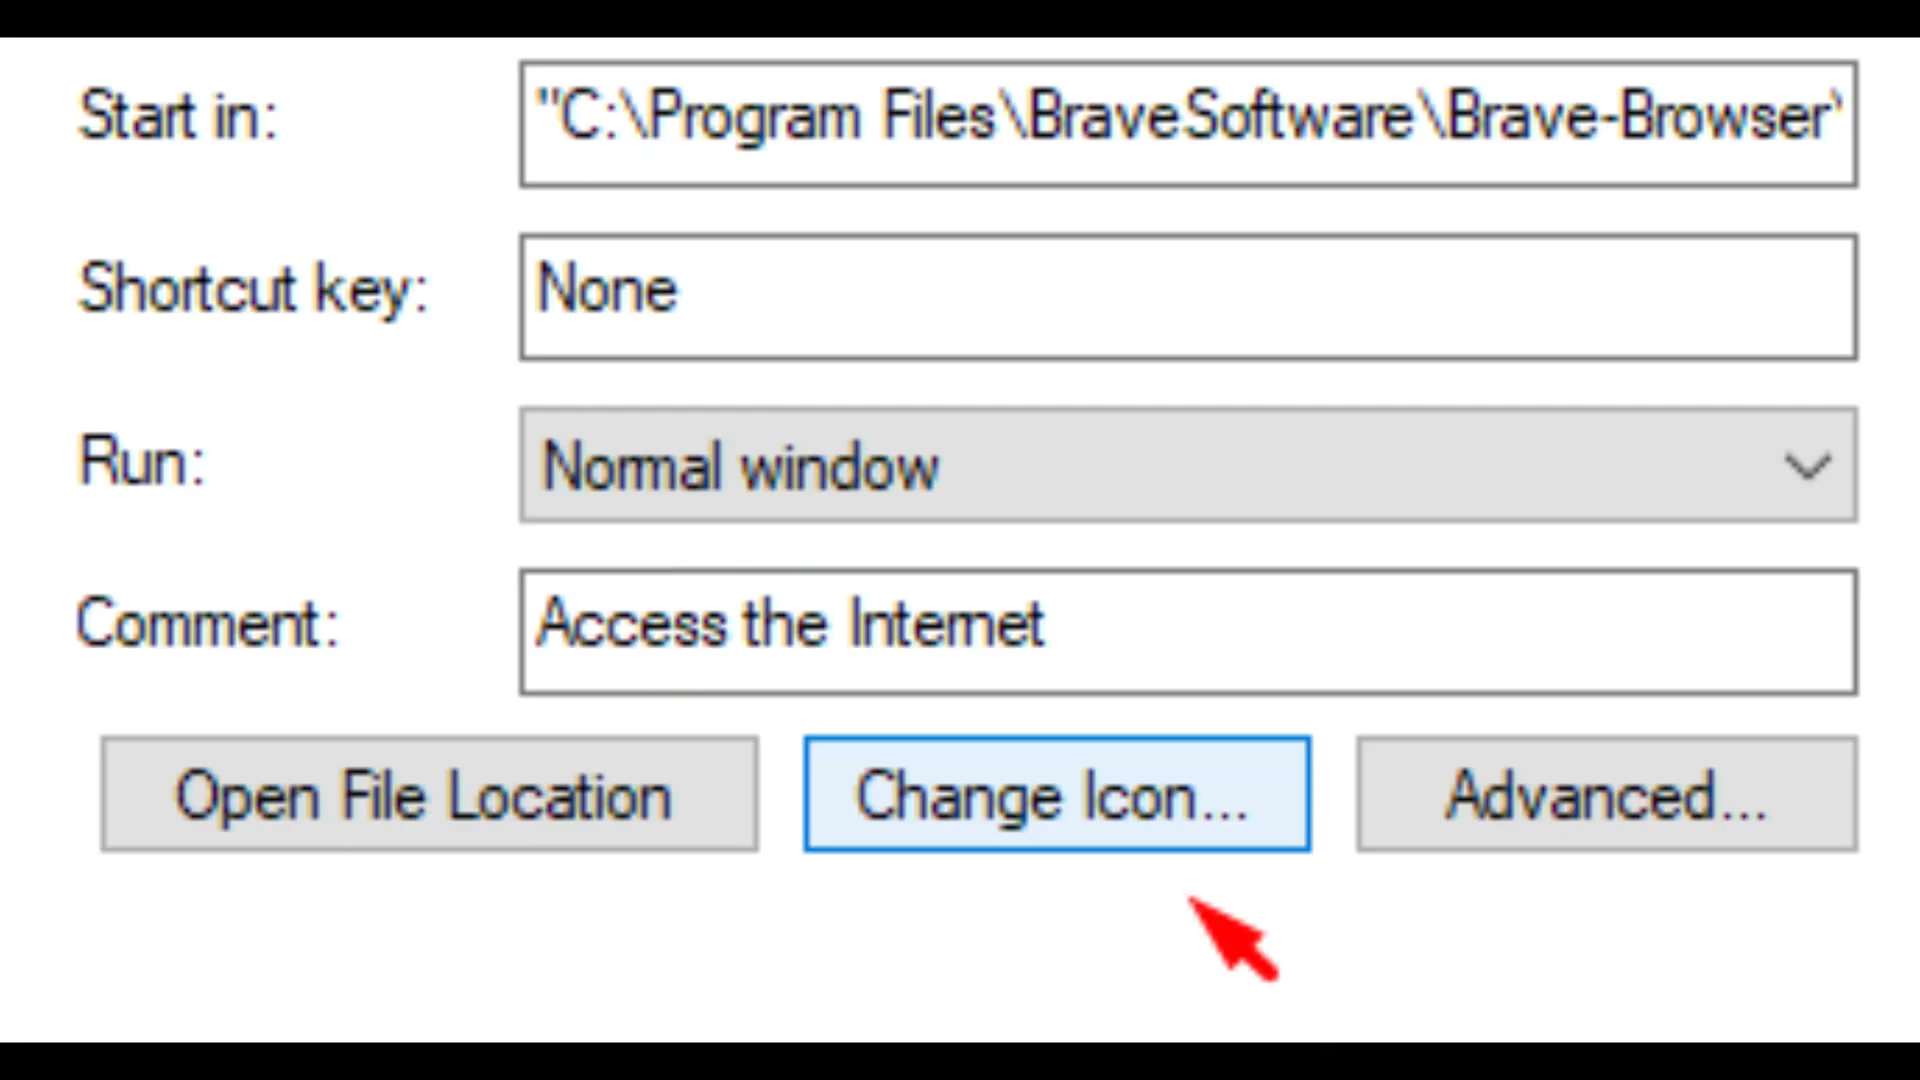 Start in: "C:\Program Files\BraveSoftware\Brave-Browser\
Shortcut key: None
Run: Normal window
Comment: Access the Internet
Open File Location Change Icon... Advanced...